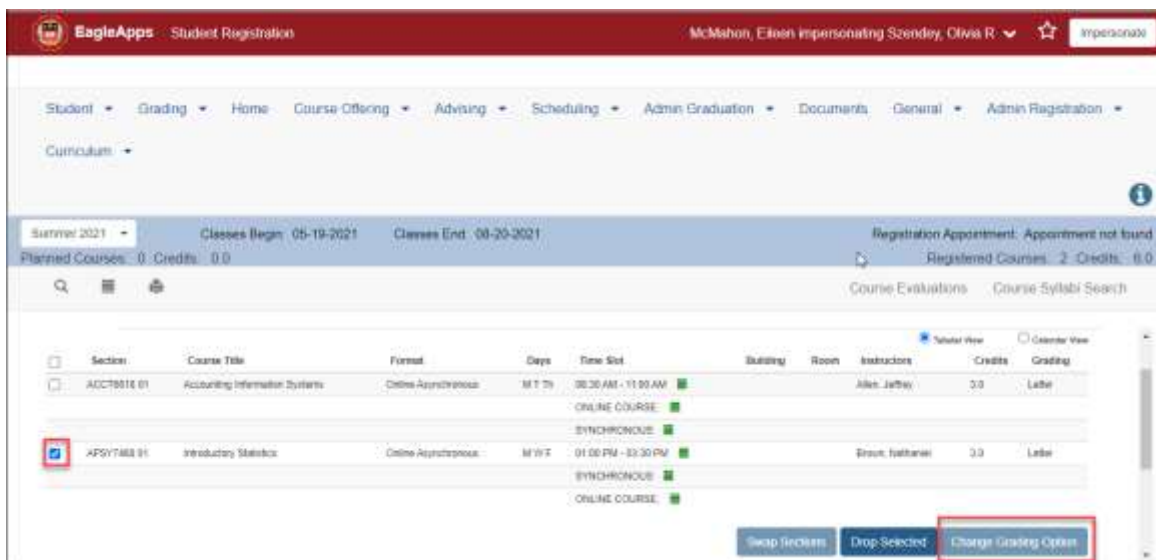 EagleApps Student Registration McMahon, Eileen impersonating Szendey, Olivia R Impersonate
Student Grading Home Course Offering Advising Scheduling Admin Graduation Documents General Admin Registration
Curriculum
Summer 2021 Classes Begin: 05-19-2021 Classes End: 08-20-2021 Registration Appointment: Appointment not found
Planned Courses: 0 Credits: 0.0 Registered Courses: 2 Credits: 6.0
Course Evaluations Course Syllabi Search
Tabular View Calendar View
Section Course Title Format Days Time Slot Building Room Instructors Credits Grading
01 Accounting Information Systems Online Asynchronous M T Th 08:30 AM - 11:00 AM Allen, Jeffrey 3.0 Letter
ONLINE COURSE;
SYNCHRONOUS
01 Introductory Statistics Online Asynchronous M W F 01:00 PM - 03:30 PM Nathaniel 3.0 Letter
SYNCHRONOUS
ONLINE COURSE;
Swap Sections Drop Selected Change Grading Option